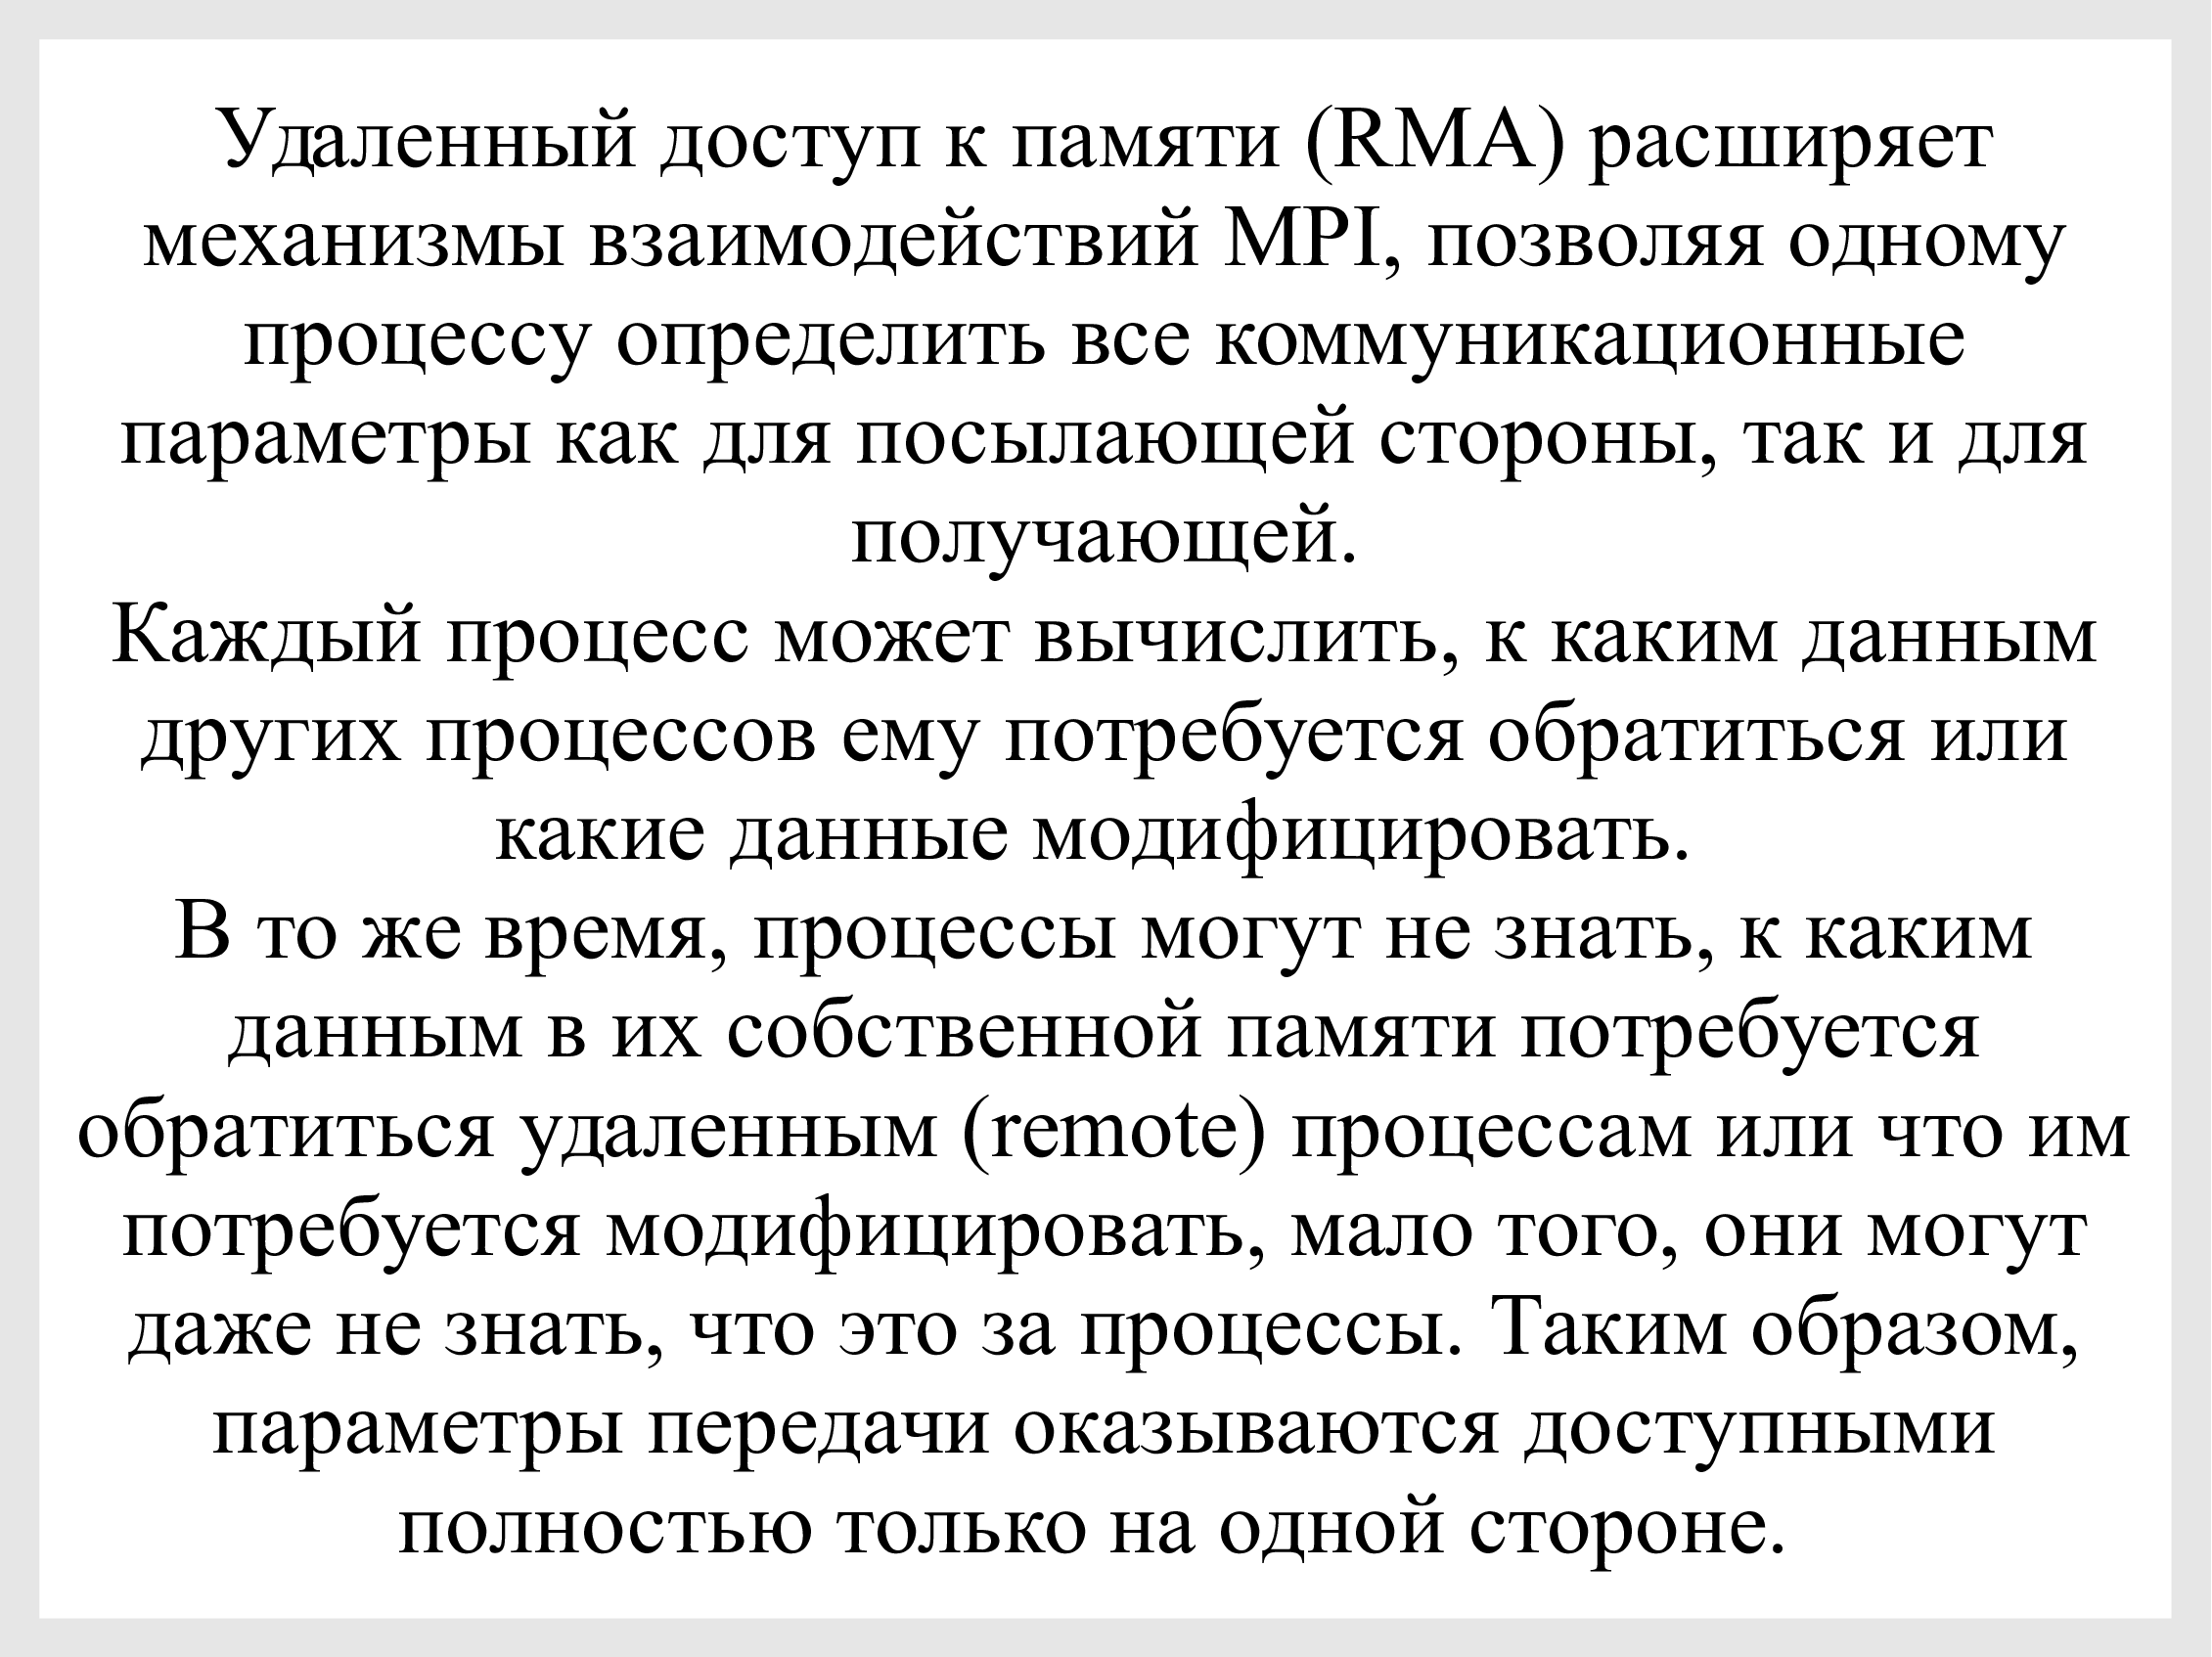 Удаленный доступ к памяти (RMA) расширяет
механизмы взаимодействий MPI, позволяя одному
процессу определить все коммуникационные
параметры как для посылающей стороны, так и для
получающей.
Каждый процесс может вычислить, к каким данным
других процессов ему потребуется обратиться или
какие данные модифицировать.
В то же время, процессы могут не знать, к каким
данным в их собственной памяти потребуется
обратиться удаленным (remote) процессам или что им
потребуется модифицировать, мало того, они могут
даже не знать, что это за процессы. Таким образом,
параметры передачи оказываются доступными
полностью только на одной стороне.